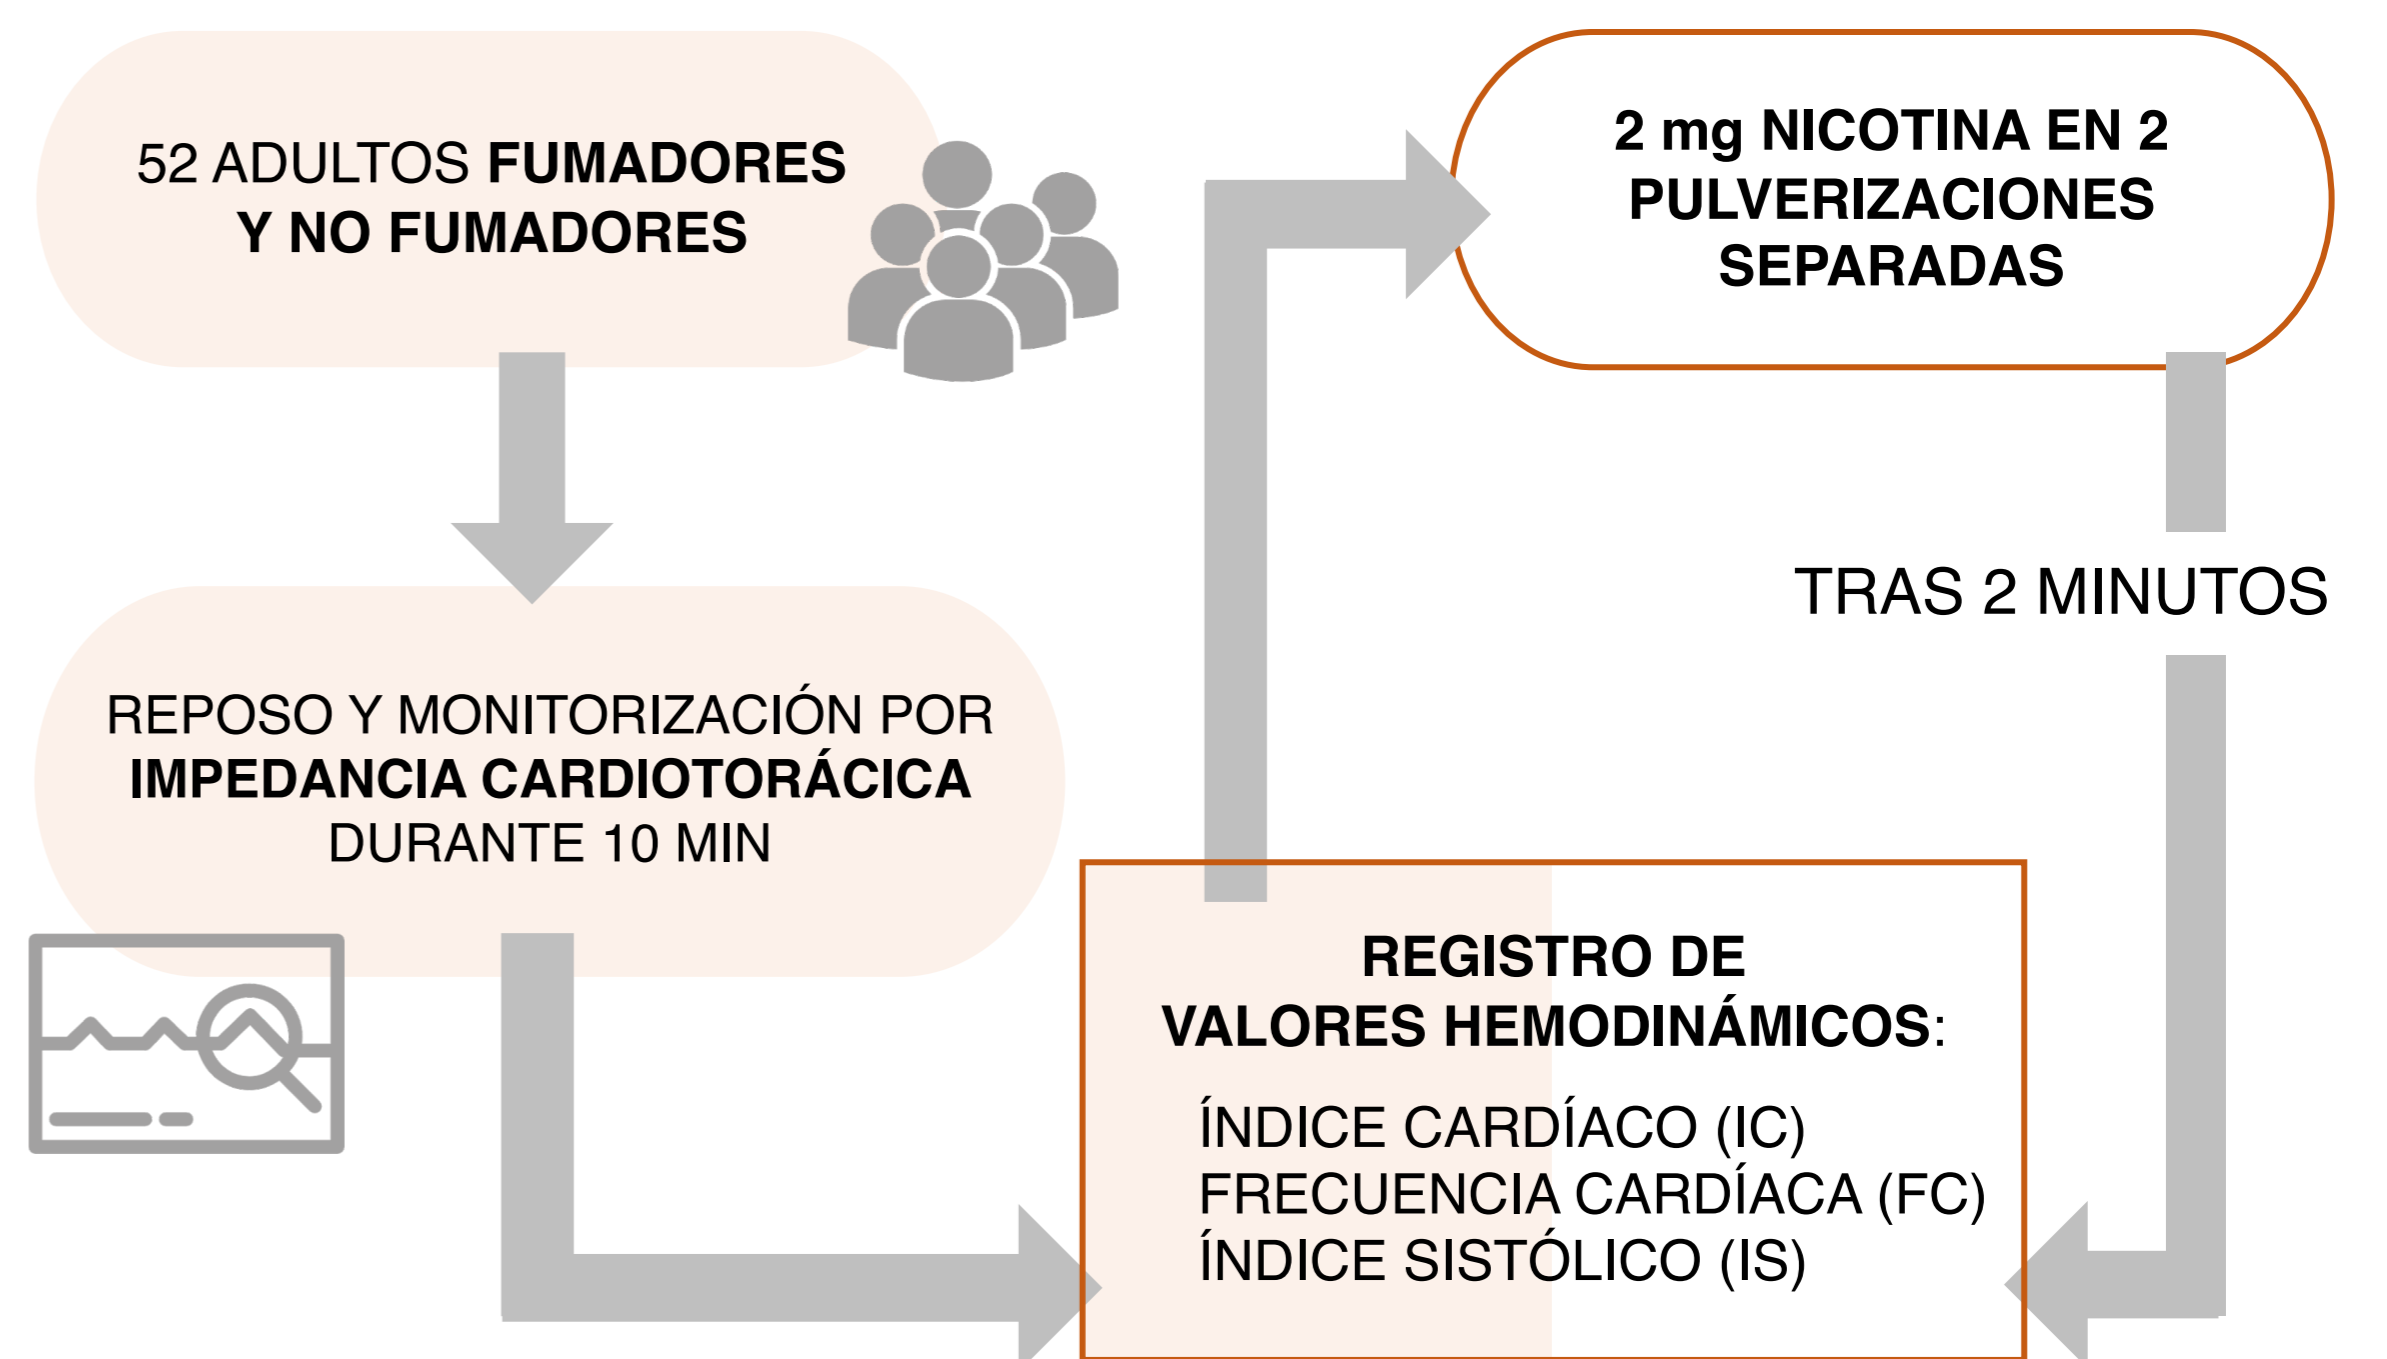 52 ADULTOS FUMADORES
Y NO FUMADORES
REPOSO Y MONITORIZACIÓN POR
IMPEDANCIA CARDIOTORÁCICA
DURANTE 10 MIN
REGISTRO DE
VALORES HEMODINÁMICOS:
ÍNDICE CARDÍACO (IC)
FRECUENCIA CARDÍACA (FC)
ÍNDICE SISTÓLICO (IS)
2 mg NICOTINA EN 2
PULVERIZACIONES
SEPARADAS
TRAS 2 MINUTOS